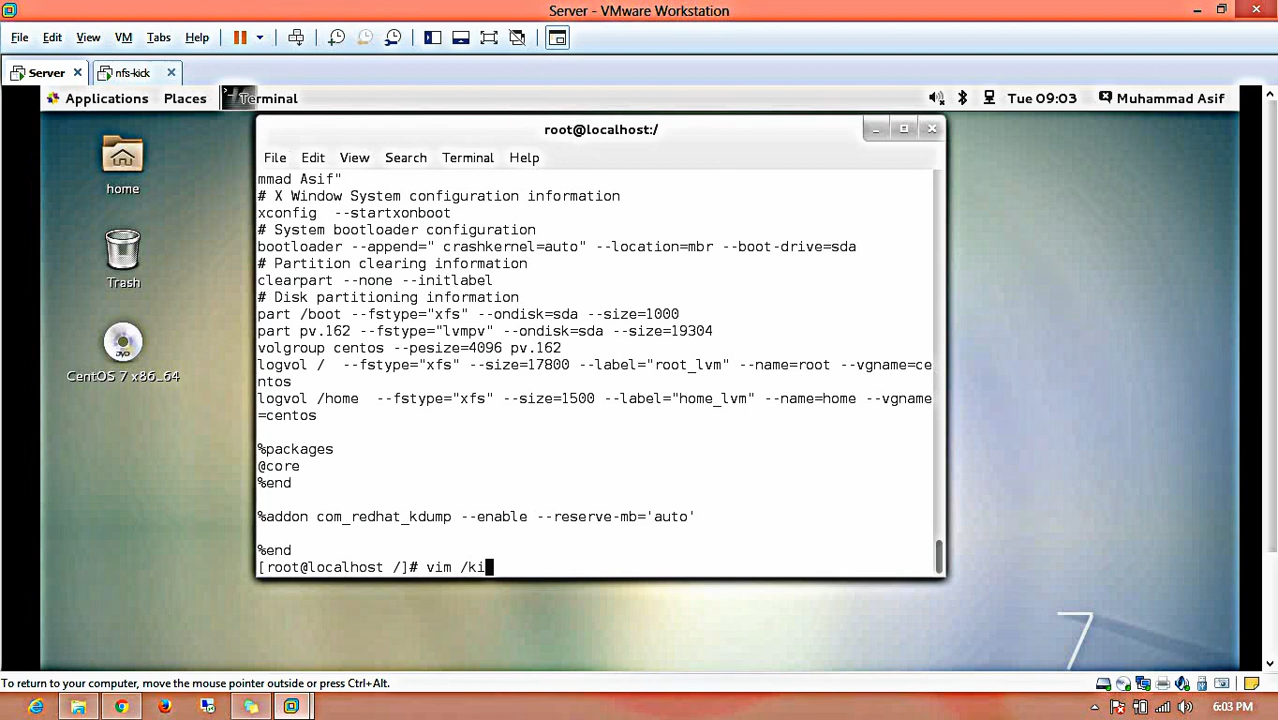 Server - VMware Workstation
File Edit View VM Tabs Help
Server nfs-kick
Applications Places Terminal Tue 09:03 Muhammad Asif
root@localhost:/
File Edit View Search Terminal Help
mmad Asif"
# X Window System configuration information
xconfig  --startxonboot
# System bootloader configuration
bootloader --append=" crashkernel=auto" --location=mbr --boot-drive=sda
# Partition clearing information
clearpart --none --initlabel
# Disk partitioning information
part /boot --fstype="xfs" --ondisk=sda --size=1000
part pv.162 --fstype="lvmpv" --ondisk=sda --size=19304
volgroup centos --pesize=4096 pv.162
logvol /  --fstype="xfs" --size=17800 --label="root_lvm" --name=root --vgname=ce
ntos
logvol /home  --fstype="xfs" --size=1500 --label="home_lvm" --name=home --vgname
=centos
%packages
@core
%end
%addon com_redhat_kdump --enable --reserve-mb='auto'
%end
[root@localhost /]# vim /ki
home
Trash
DVD
CentOS 7 x86_64
7
To return to your computer, move the mouse pointer outside or press Ctrl+Alt.
6:03 PM